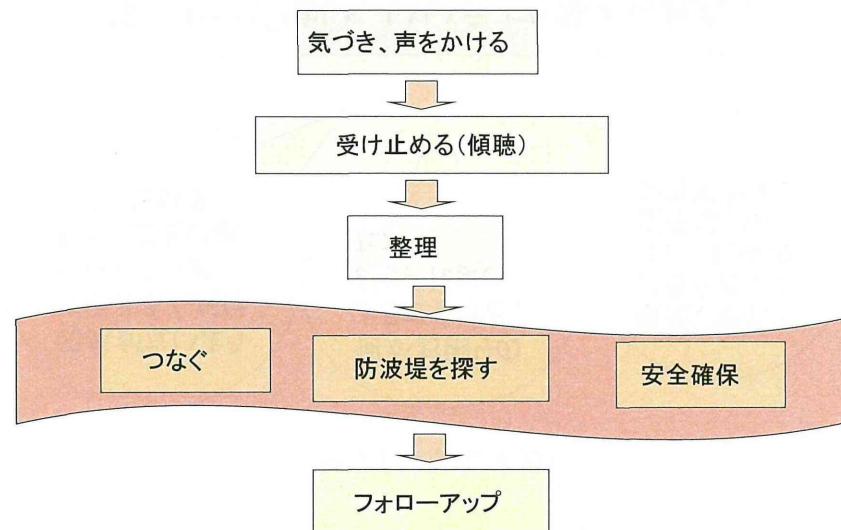 気づき、声をかける
受け止める(傾聴)
整理
つなぐ
防波堤を探す
安全確保
フォローアップ